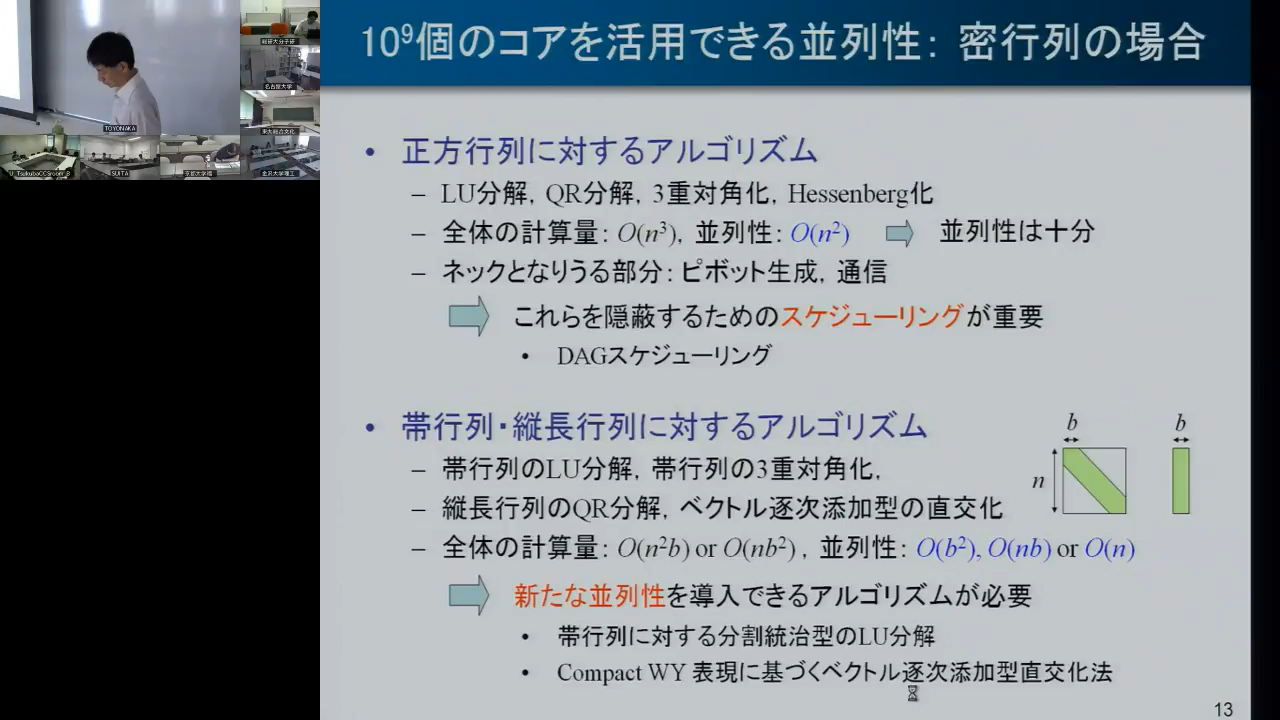 10⁹個のコアを活用できる並列性: 密行列の場合
• 正方行列に対するアルゴリズム
– LU分解, QR分解, 3重対角化, Hessenberg化
– 全体の計算量: O(n³), 並列性: O(n²) 並列性は十分
– ネックとなりうる部分: ピボット生成, 通信
これらを隠蔽するためのスケジューリングが重要
• DAGスケジューリング
• 帯行列・縦長行列に対するアルゴリズム
– 帯行列のLU分解, 帯行列の3重対角化,
– 縦長行列のQR分解, ベクトル逐次添加型の直交化
– 全体の計算量: O(n²b) or O(nb²) , 並列性: O(b²), O(nb) or O(n)
新たな並列性を導入できるアルゴリズムが必要
• 帯行列に対する分割統治型のLU分解
• Compact WY 表現に基づくベクトル逐次添加型直交化法
b
b
n
13
TOYONAKA
総研大分子研
名古屋大学
東大総合文化
U_TsukubaCCSroom_B
SUITA
金沢大学理工